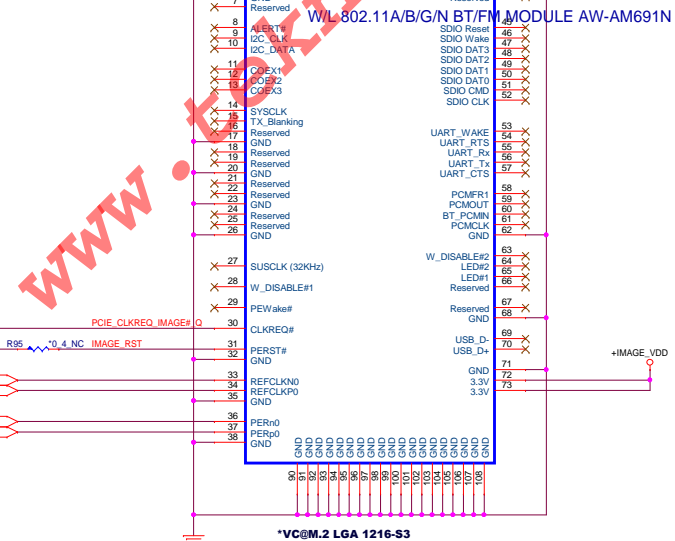 7 Reserved
W/L 802.11A/B/G/N BT/FM MODULE AW-AM691N
8 ALERT#
9 I2C_CLK
10 I2C_DATA
11 COEX1
12 COEX2
13 COEX3
14 SYSCLK
15 TX_Blanking
16 Reserved
17 GND
18 Reserved
19 Reserved
20 GND
21 Reserved
22 Reserved
23 GND
24 Reserved
25 Reserved
26 GND
27 SUSCLK (32KHz)
28 W_DISABLE#1
29 PEWake#
PCIE_CLKREQ_IMAGE#_Q 30 CLKREQ#
R95 *0_4_NC IMAGE_RST 31 PERST#
32 GND
33 REFCLKN0
34 REFCLKP0
35 GND
36 PERn0
37 PERp0
38 GND
SDIO Reset 45
SDIO Wake 46
SDIO DAT3 47
SDIO DAT2 48
SDIO DAT1 49
SDIO DAT0 50
SDIO CMD 51
SDIO CLK 52
UART_WAKE 53
UART_RTS 54
UART_Rx 55
UART_Tx 56
UART_CTS 57
PCMFR1 58
PCMOUT 59
BT_PCMIN 60
PCMCLK 61
GND 62
W_DISABLE#2 63
LED#2 64
LED#1 65
Reserved 66
Reserved 67
GND 68
USB_D- 69
USB_D+ 70
GND 71
3.3V 72
3.3V 73
+IMAGE_VDD
GND GND GND GND GND GND GND GND GND GND GND GND GND GND GND GND GND GND GND
90 91 92 93 94 95 96 97 98 99 100 101 102 103 104 105 106 107 108
*VC@M.2 LGA 1216-S3